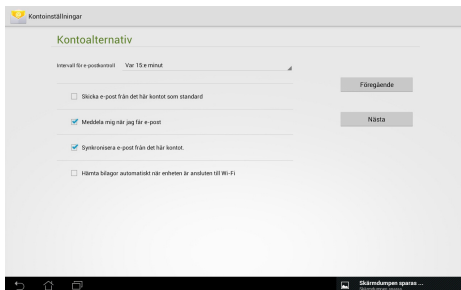 Kontoinställningar
Kontoalternativ
Intervall för e-postkontroll Var 15:e minut
Föregående
Skicka e-post från det här kontot som standard
Meddela mig när jag får e-post
Nästa
Synkronisera e-post från det här kontot.
Hämta bilagor automatiskt när enheten är ansluten till Wi-Fi
Skärmdumpen sparas ...
Skärmdumpen sparas